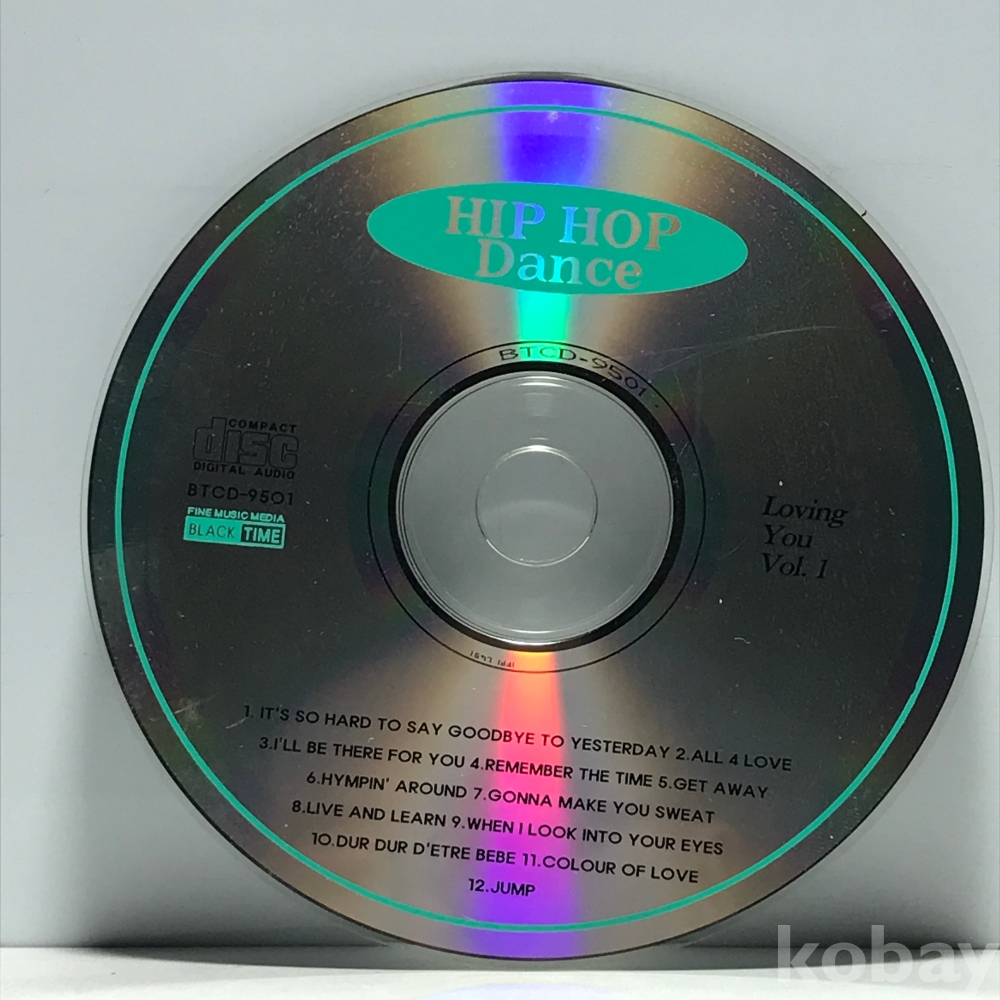 HIP HOP
Dance
BTCD-9501
COMPACT
disc
DIGITAL AUDIO
BTCD-9501
FINE MUSIC MEDIA
BLACK TIME
Loving
You
Vol. 1
1. IT'S SO HARD TO SAY GOODBYE TO YESTERDAY 2.ALL 4 LOVE
3.I'LL BE THERE FOR YOU 4.REMEMBER THE TIME 5.GET AWAY
6.HYMPIN' AROUND 7.GONNA MAKE YOU SWEAT
8.LIVE AND LEARN 9.WHEN I LOOK INTO YOUR EYES
10.DUR DUR D'ETRE BEBE 11.COLOUR OF LOVE
12.JUMP
kobay